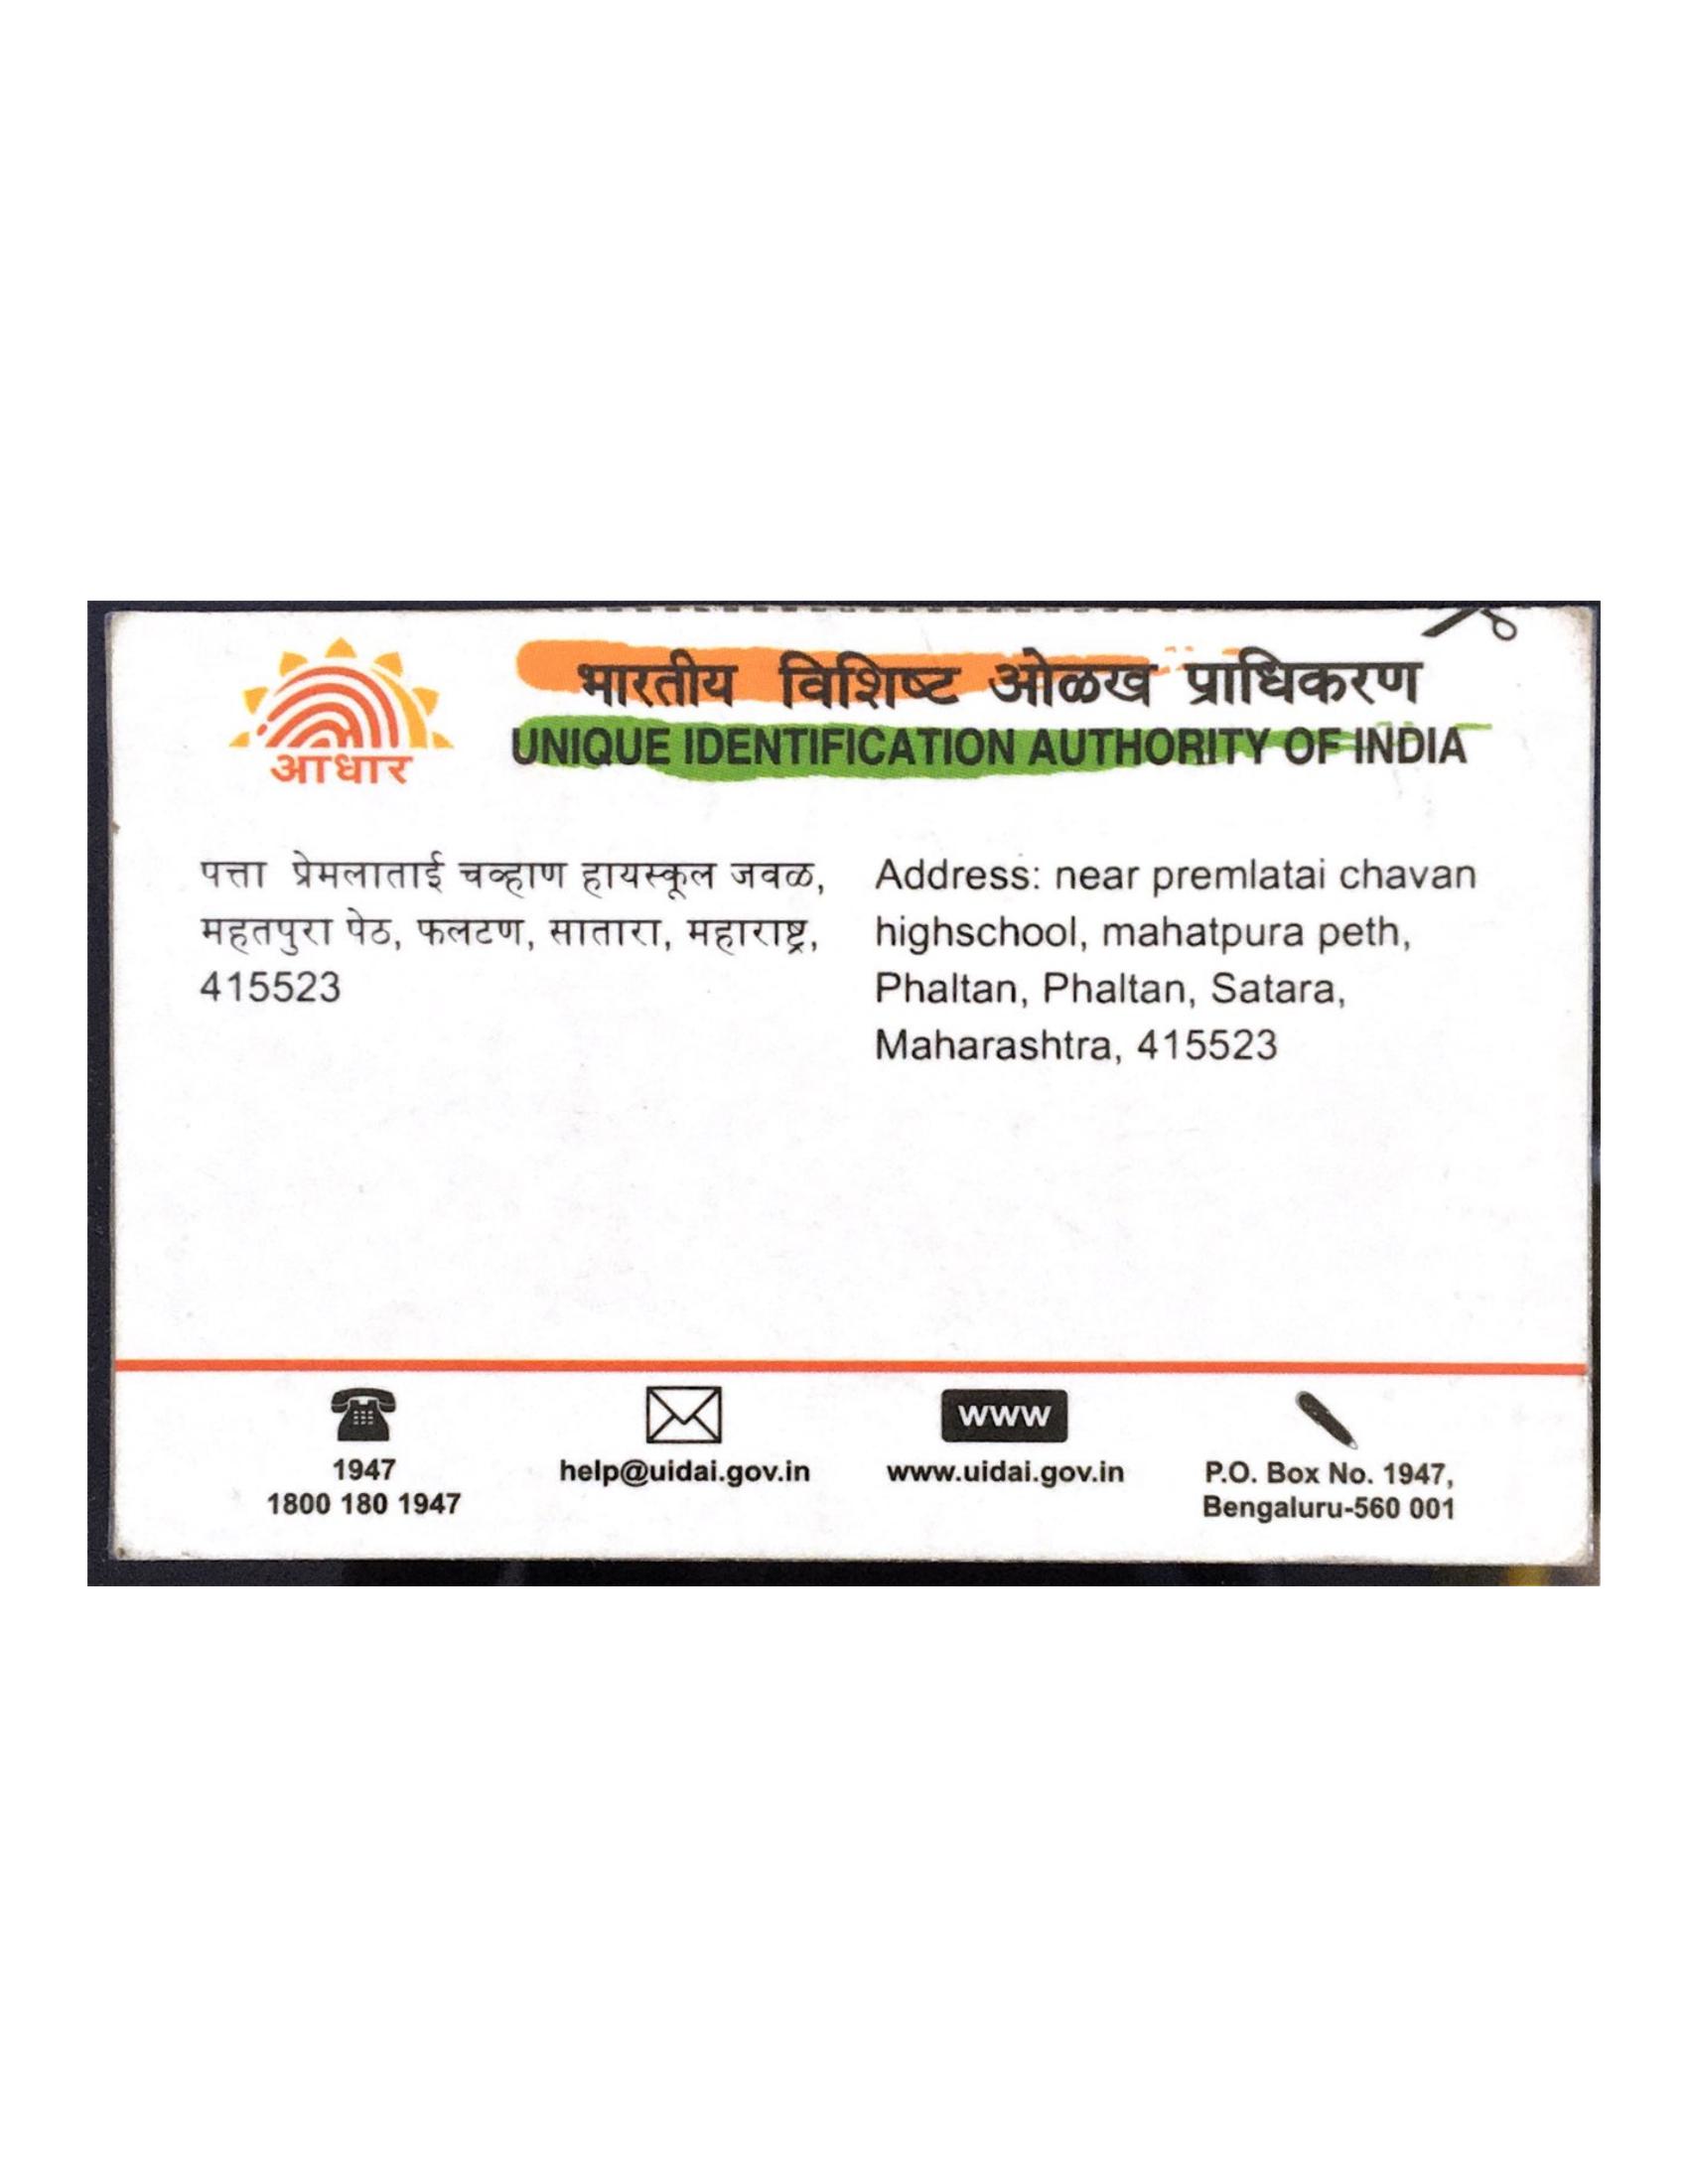 भारतीय विशिष्ट ओळख प्राधिकरण
UNIQUE IDENTIFICATION AUTHORITY OF INDIA
आधार
पत्ता प्रेमलाताई चव्हाण हायस्कूल जवळ,
महतपुरा पेठ, फलटण, सातारा, महाराष्ट्र,
415523
Address: near premlatai chavan
highschool, mahatpura peth,
Phaltan, Phaltan, Satara,
Maharashtra, 415523
1947
1800 180 1947
help@uidai.gov.in
www
www.uidai.gov.in
P.O. Box No. 1947,
Bengaluru-560 001